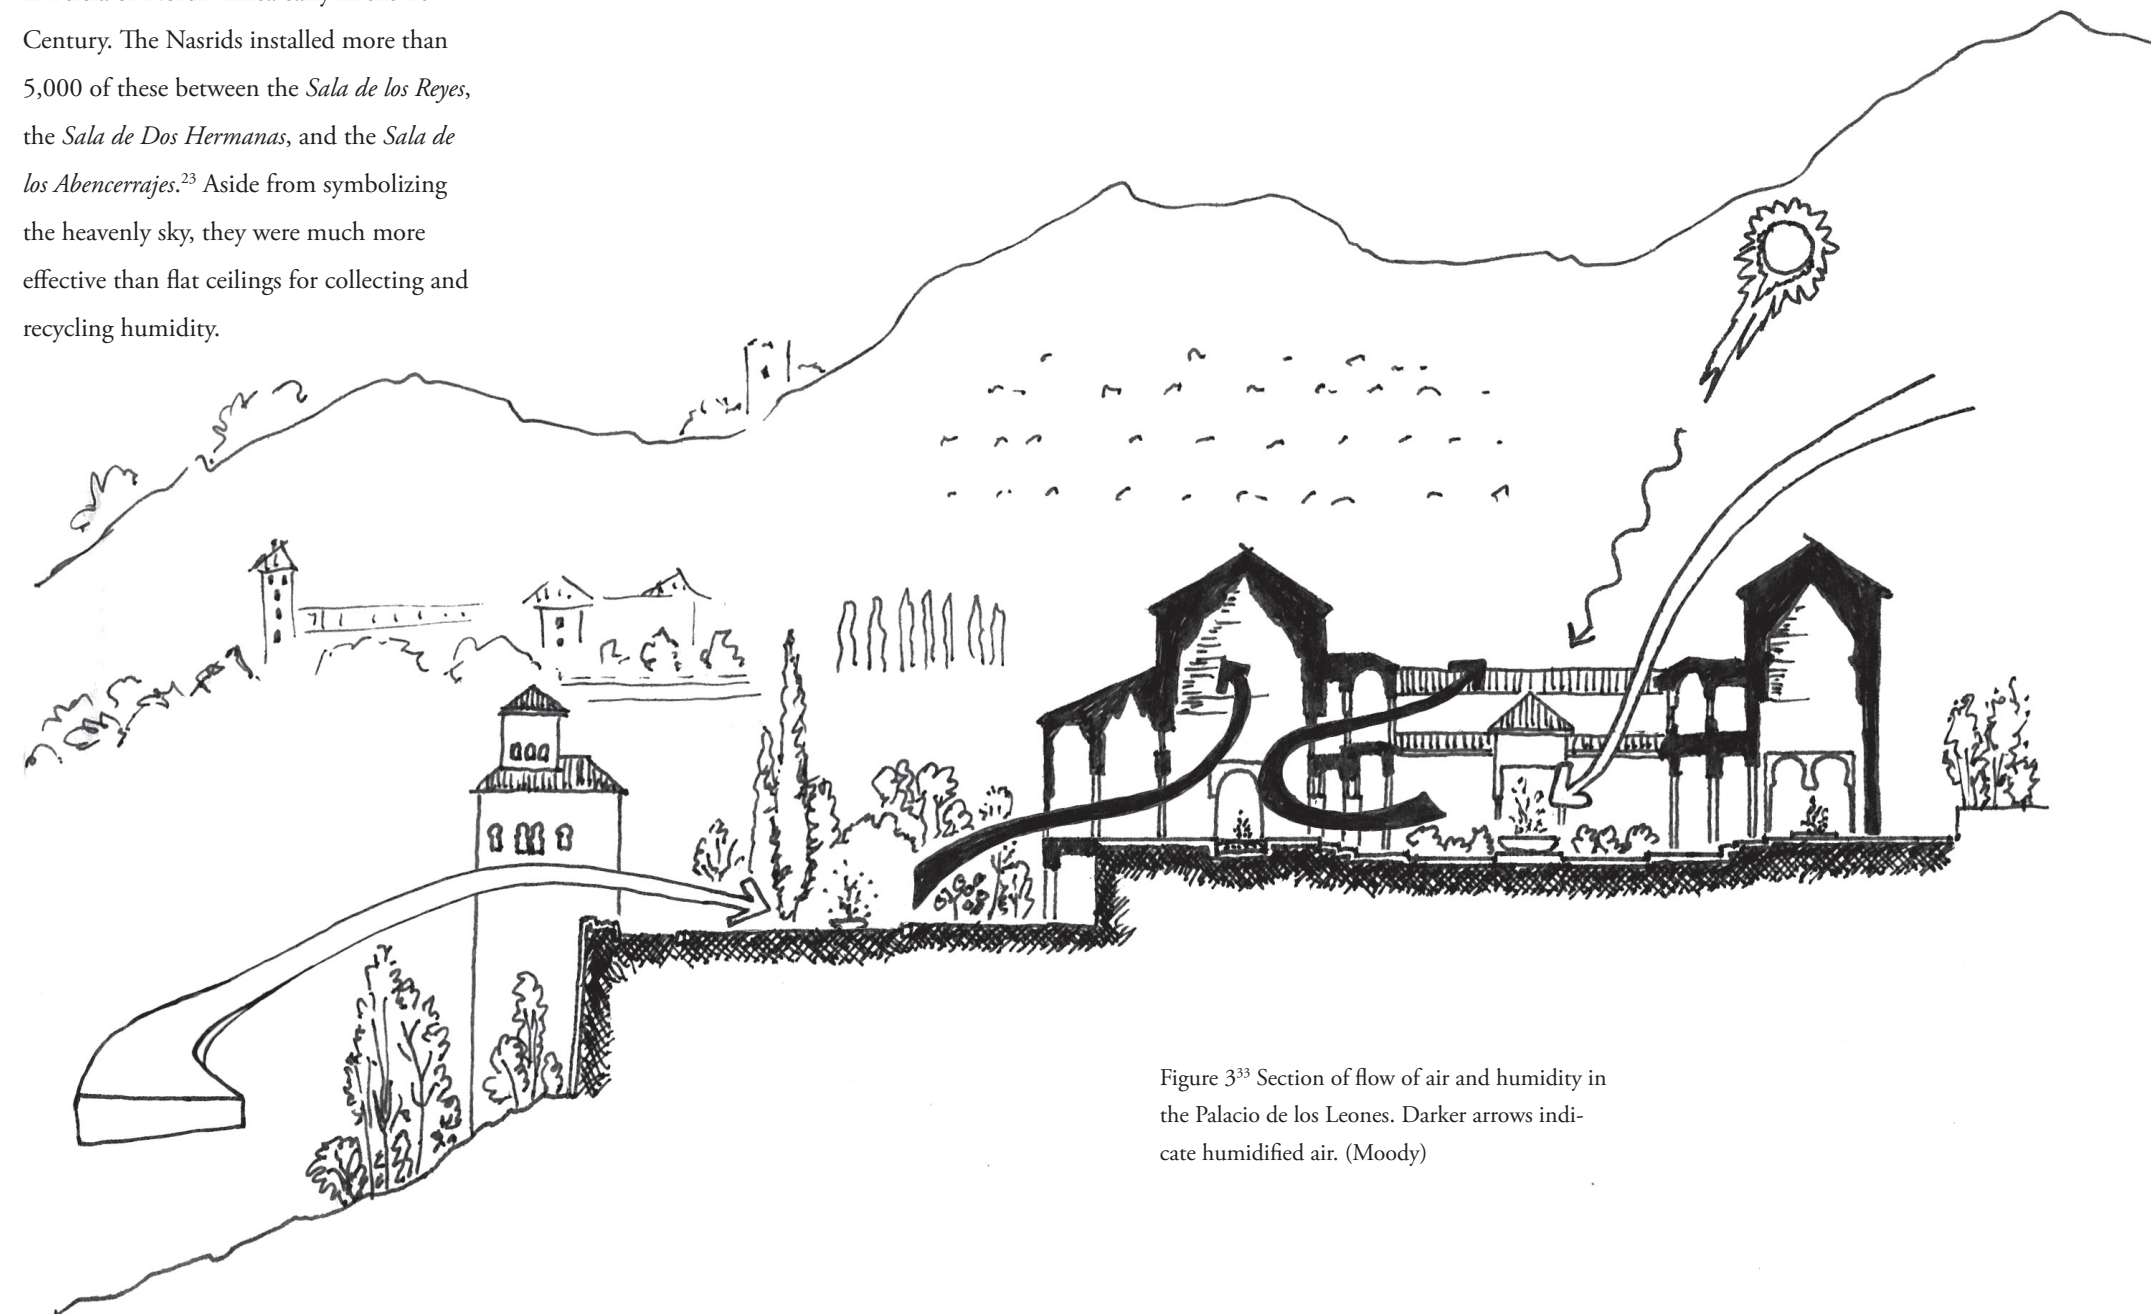 Century. The Nasrids installed more than
5,000 of these between the Sala de los Reyes,
the Sala de Dos Hermanas, and the Sala de
los Abencerrajes.²³ Aside from symbolizing
the heavenly sky, they were much more
effective than flat ceilings for collecting and
recycling humidity.
Figure 3³³ Section of flow of air and humidity in
the Palacio de los Leones. Darker arrows indi-
cate humidified air. (Moody)